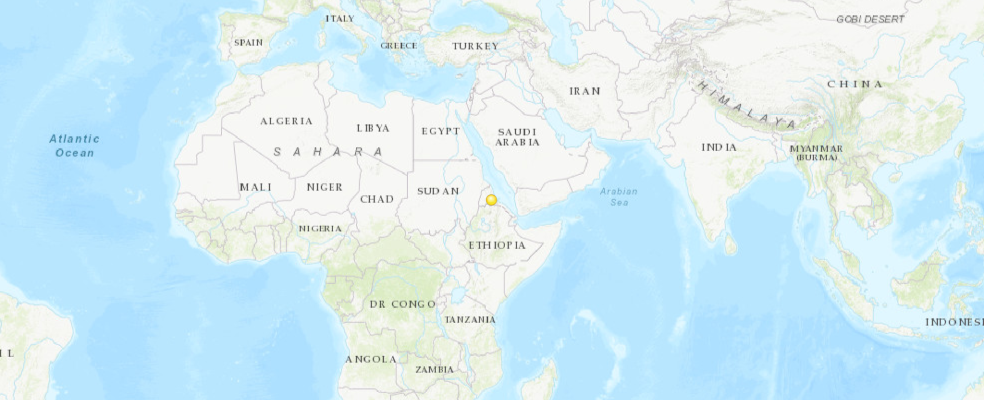 GOBI DESERT
ITALY
SPAIN
GREECE
TURKEY
CHINA
IRAN
HIMALAYA
ALGERIA
LIBYA
EGYPT
SAUDI
ARABIA
Atlantic
Ocean
SAHARA
INDIA
MYANMAR
(BURMA)
MALI
NIGER
CHAD
SUDAN
Arabian
Sea
NIGERIA
ETHIOPIA
DR CONGO
TANZANIA
INDONESI
I L
ANGOLA
ZAMBIA